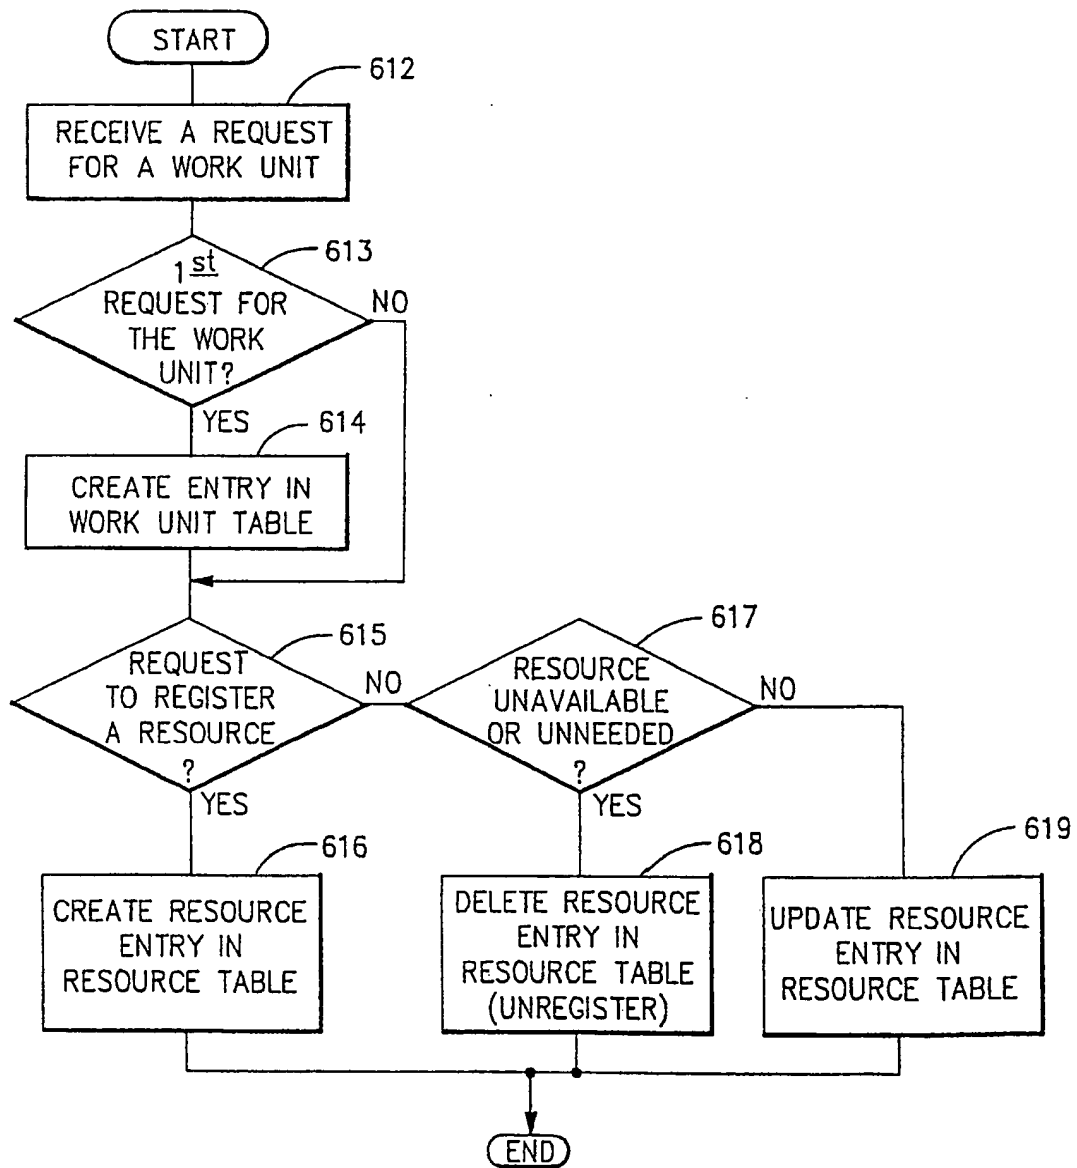 START
612
RECEIVE A REQUEST
FOR A WORK UNIT
613
1st
REQUEST FOR
THE WORK
UNIT?
NO
YES
614
CREATE ENTRY IN
WORK UNIT TABLE
615
REQUEST
TO REGISTER
A RESOURCE
?
NO
YES
617
RESOURCE
UNAVAILABLE
OR UNNEEDED
?
NO
YES
616
CREATE RESOURCE
ENTRY IN
RESOURCE TABLE
618
DELETE RESOURCE
ENTRY IN
RESOURCE TABLE
(UNREGISTER)
619
UPDATE RESOURCE
ENTRY IN
RESOURCE TABLE
END